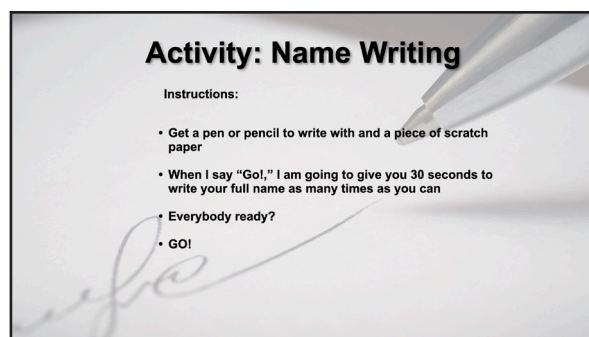 Activity: Name Writing
Instructions:
• Get a pen or pencil to write with and a piece of scratch
paper
• When I say “Go!,” I am going to give you 30 seconds to
write your full name as many times as you can
• Everybody ready?
• GO!